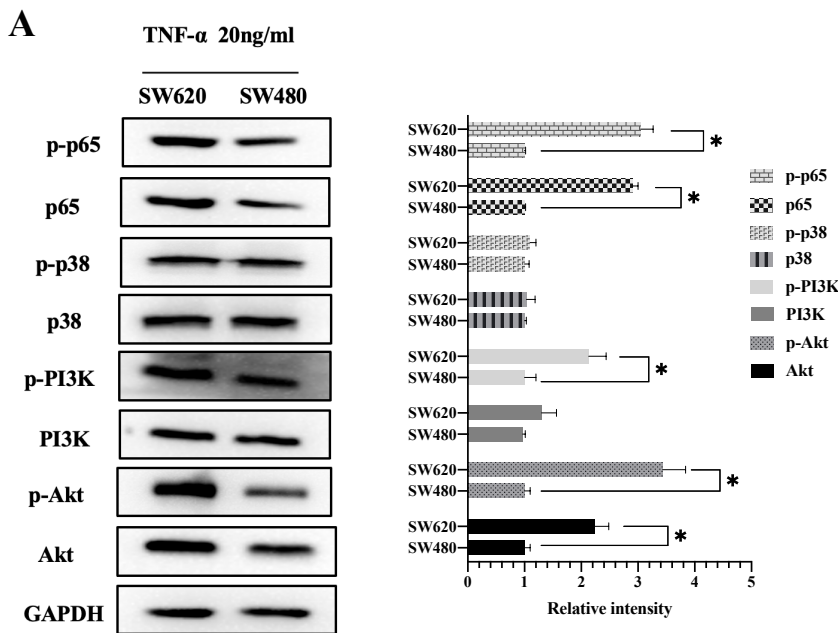 A
TNF-α 20ng/ml
SW620 SW480
p-p65
p65
p-p38
p38
p-PI3K
PI3K
p-Akt
Akt
GAPDH
SW620
SW480
*
SW620
SW480
*
SW620
SW480
SW620
SW480
SW620
SW480
*
SW620
SW480
SW620
SW480
*
SW620
SW480
*
0 1 2 3 4 5
Relative intensity
p-p65
p65
p-p38
p38
p-PI3K
PI3K
p-Akt
Akt